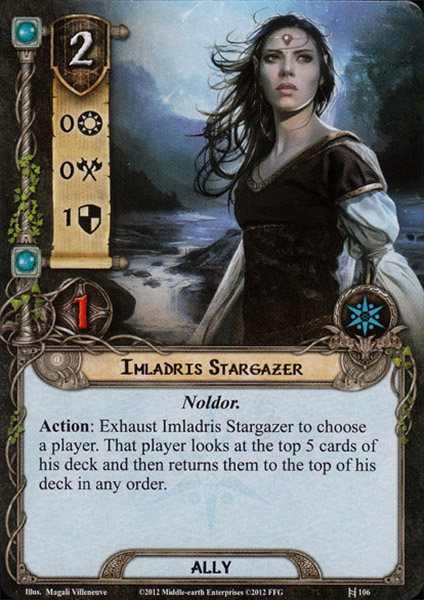 2
0
0
1
1
Imladris Stargazer
Noldor.
Action: Exhaust Imladris Stargazer to choose
a player. That player looks at the top 5 cards of
his deck and then returns them to the top of his
deck in any order.
ALLY
Illus. Magali Villeneuve ©2012 Middle-earth Enterprises ©2012 FFG 106